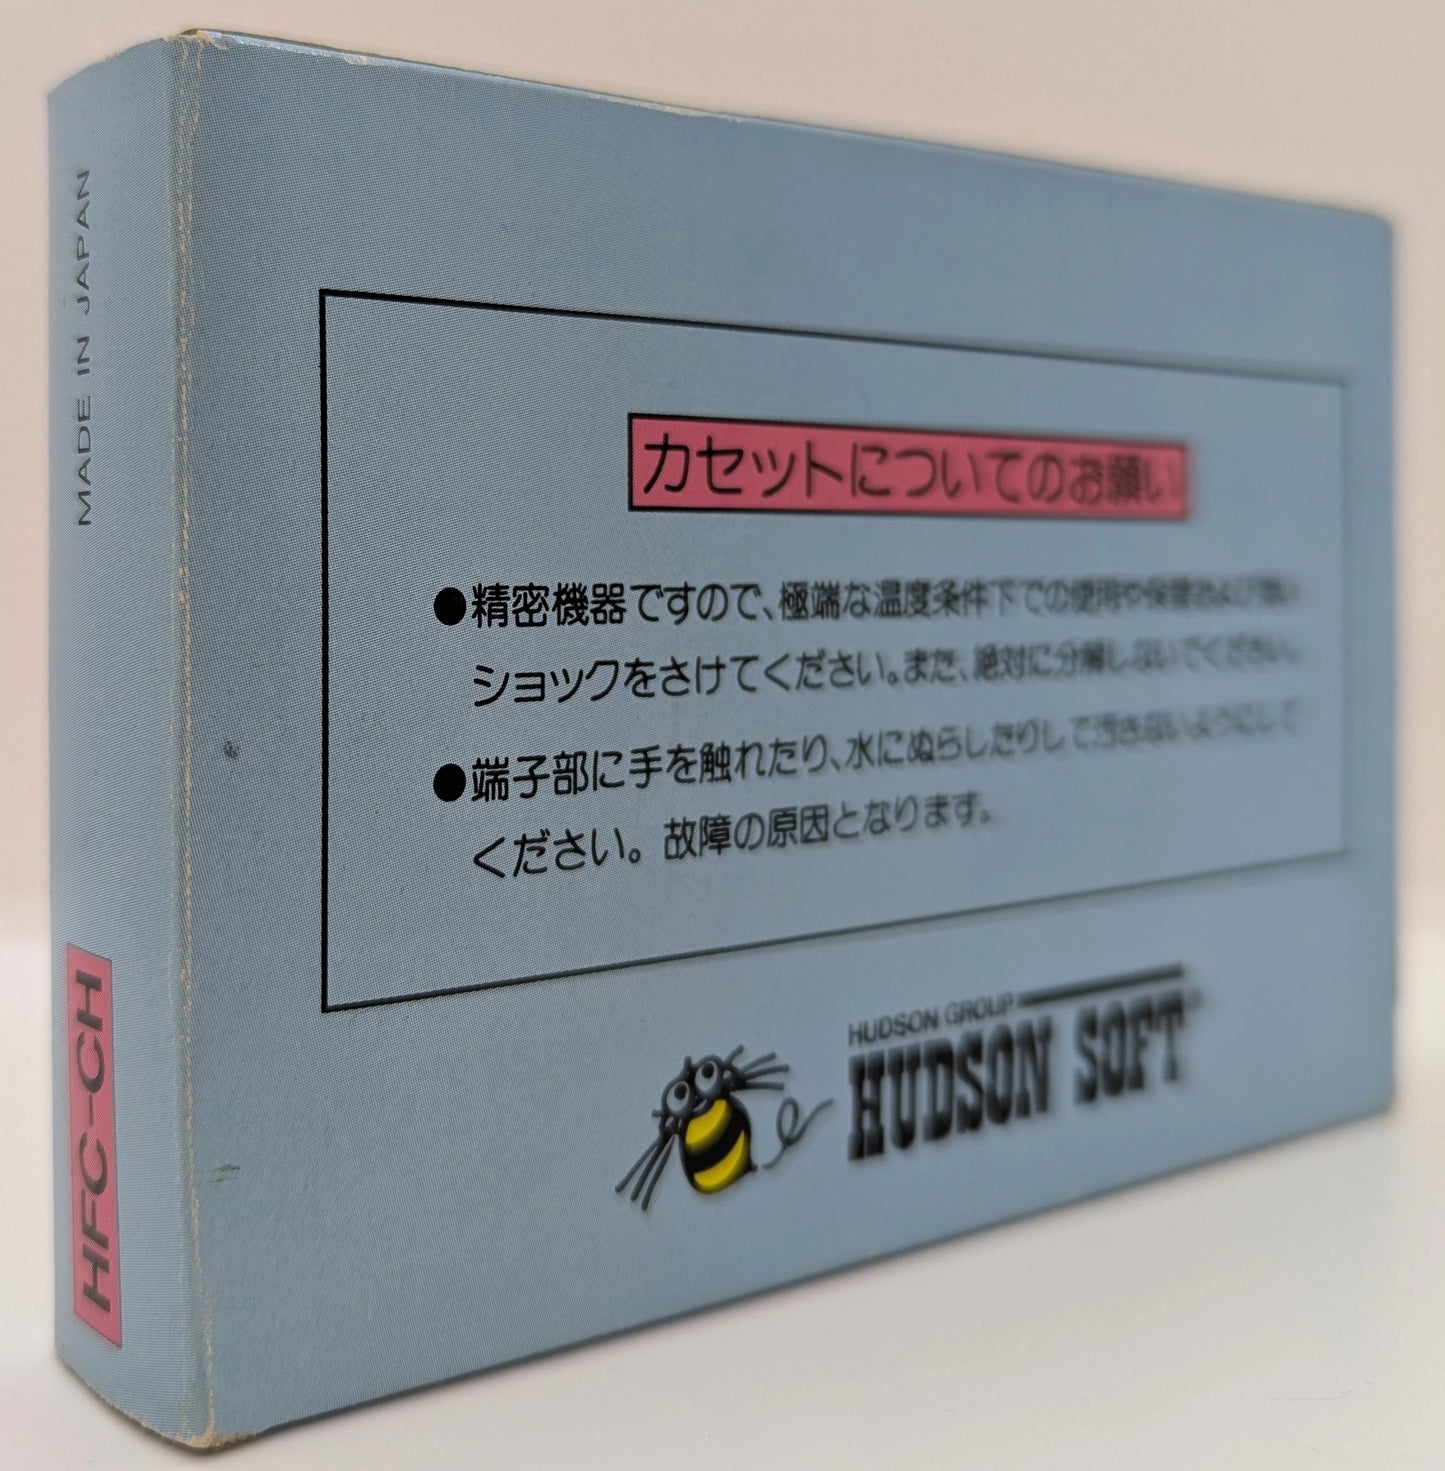 MADE IN JAPAN
HFC-CH
カセットについてのお願い
●精密機器ですので、極端な温度条件下での使用や保管および強い
ショックをさけてください。また、絶対に分解しないでください。
●端子部に手を触れたり、水にぬらしたりして汚さないようにして
ください。故障の原因となります。
HUDSON GROUP
HUDSON SOFT